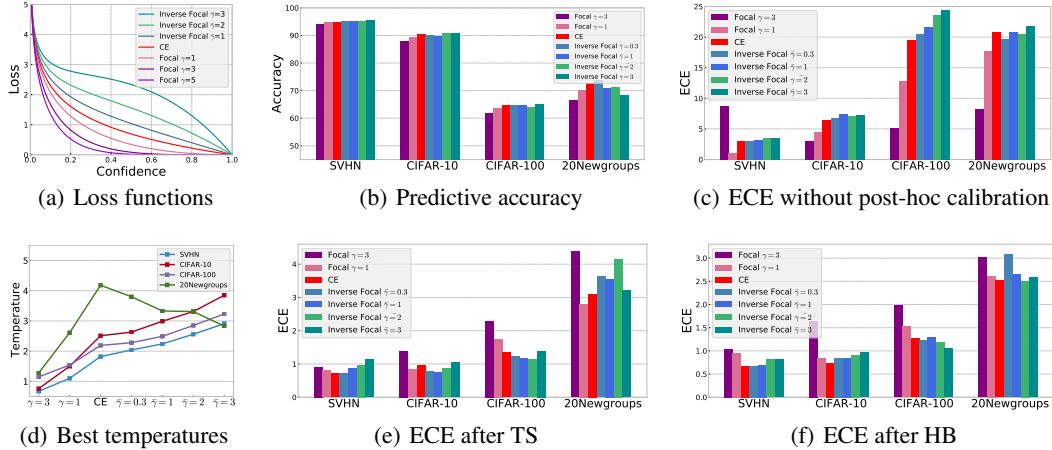 5
4
3
2
1
0
0.0
0.2
0.4
0.6
0.8
1.0
Loss
Confidence
Inverse Focal γ̄=3
Inverse Focal γ̄=2
Inverse Focal γ̄=1
CE
Focal γ=1
Focal γ=3
Focal γ=5
(a) Loss functions
100
90
80
70
60
50
Accuracy
Focal γ = 3
Focal γ = 1
CE
Inverse Focal γ̄ = 0.3
Inverse Focal γ̄ = 1
Inverse Focal γ̄ = 2
Inverse Focal γ̄ = 3
SVHN
CIFAR-10
CIFAR-100
20Newgroups
(b) Predictive accuracy
25
20
15
10
5
0
ECE
Focal γ = 3
Focal γ = 1
CE
Inverse Focal γ̄ = 0.3
Inverse Focal γ̄ = 1
Inverse Focal γ̄ = 2
Inverse Focal γ̄ = 3
SVHN
CIFAR-10
CIFAR-100
20Newgroups
(c) ECE without post-hoc calibration
5
4
3
2
1
0
Temperature
SVHN
CIFAR-10
CIFAR-100
20Newgroups
γ = 3
γ = 1
CE
γ̄ = 0.3
γ̄ = 1
γ̄ = 2
γ̄ = 3
(d) Best temperatures
4
3
2
1
0
ECE
Focal γ = 3
Focal γ = 1
CE
Inverse Focal γ̄ = 0.3
Inverse Focal γ̄ = 1
Inverse Focal γ̄ = 2
Inverse Focal γ̄ = 3
SVHN
CIFAR-10
CIFAR-100
20Newgroups
(e) ECE after TS
3.0
2.5
2.0
1.5
1.0
0.5
0.0
ECE
Focal γ = 3
Focal γ = 1
CE
Inverse Focal γ̄ = 0.3
Inverse Focal γ̄ = 1
Inverse Focal γ̄ = 2
Inverse Focal γ̄ = 3
SVHN
CIFAR-10
CIFAR-100
20Newgroups
(f) ECE after HB